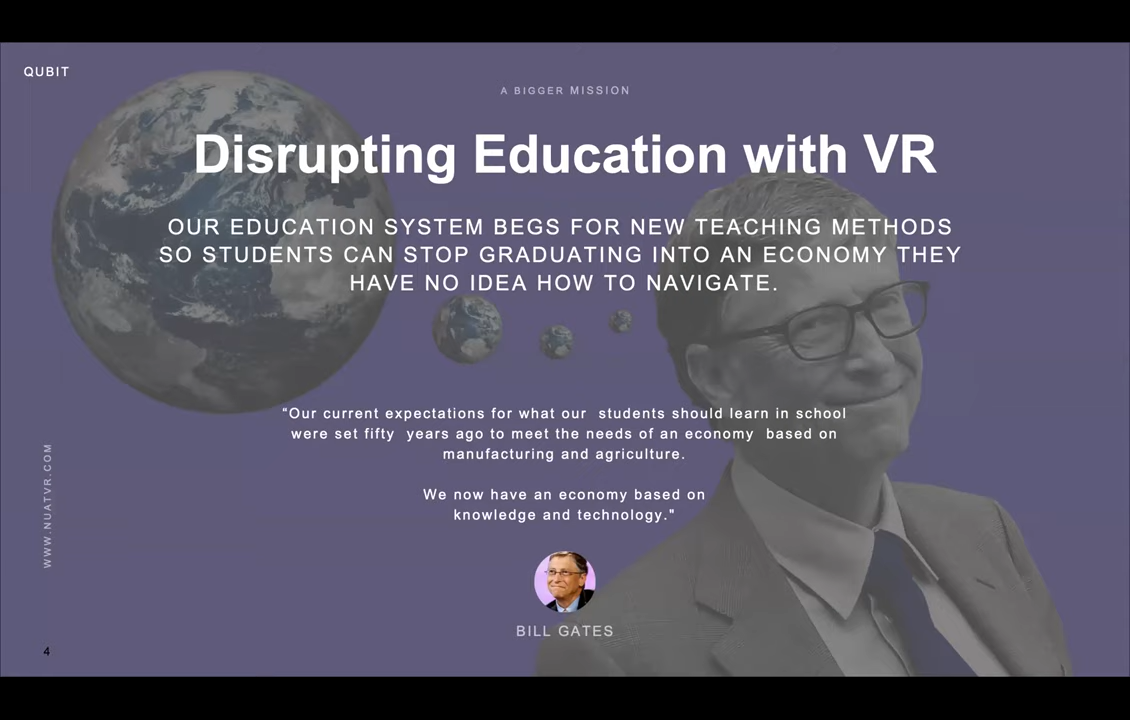 QUBIT
A BIGGER MISSION
Disrupting Education with VR
OUR EDUCATION SYSTEM BEGS FOR NEW TEACHING METHODS
SO STUDENTS CAN STOP GRADUATING INTO AN ECONOMY THEY
HAVE NO IDEA HOW TO NAVIGATE.
"Our current expectations for what our students should learn in school
were set fifty years ago to meet the needs of an economy based on
manufacturing and agriculture.
We now have an economy based on
knowledge and technology."
BILL GATES
WWW.NUATVR.COM
4